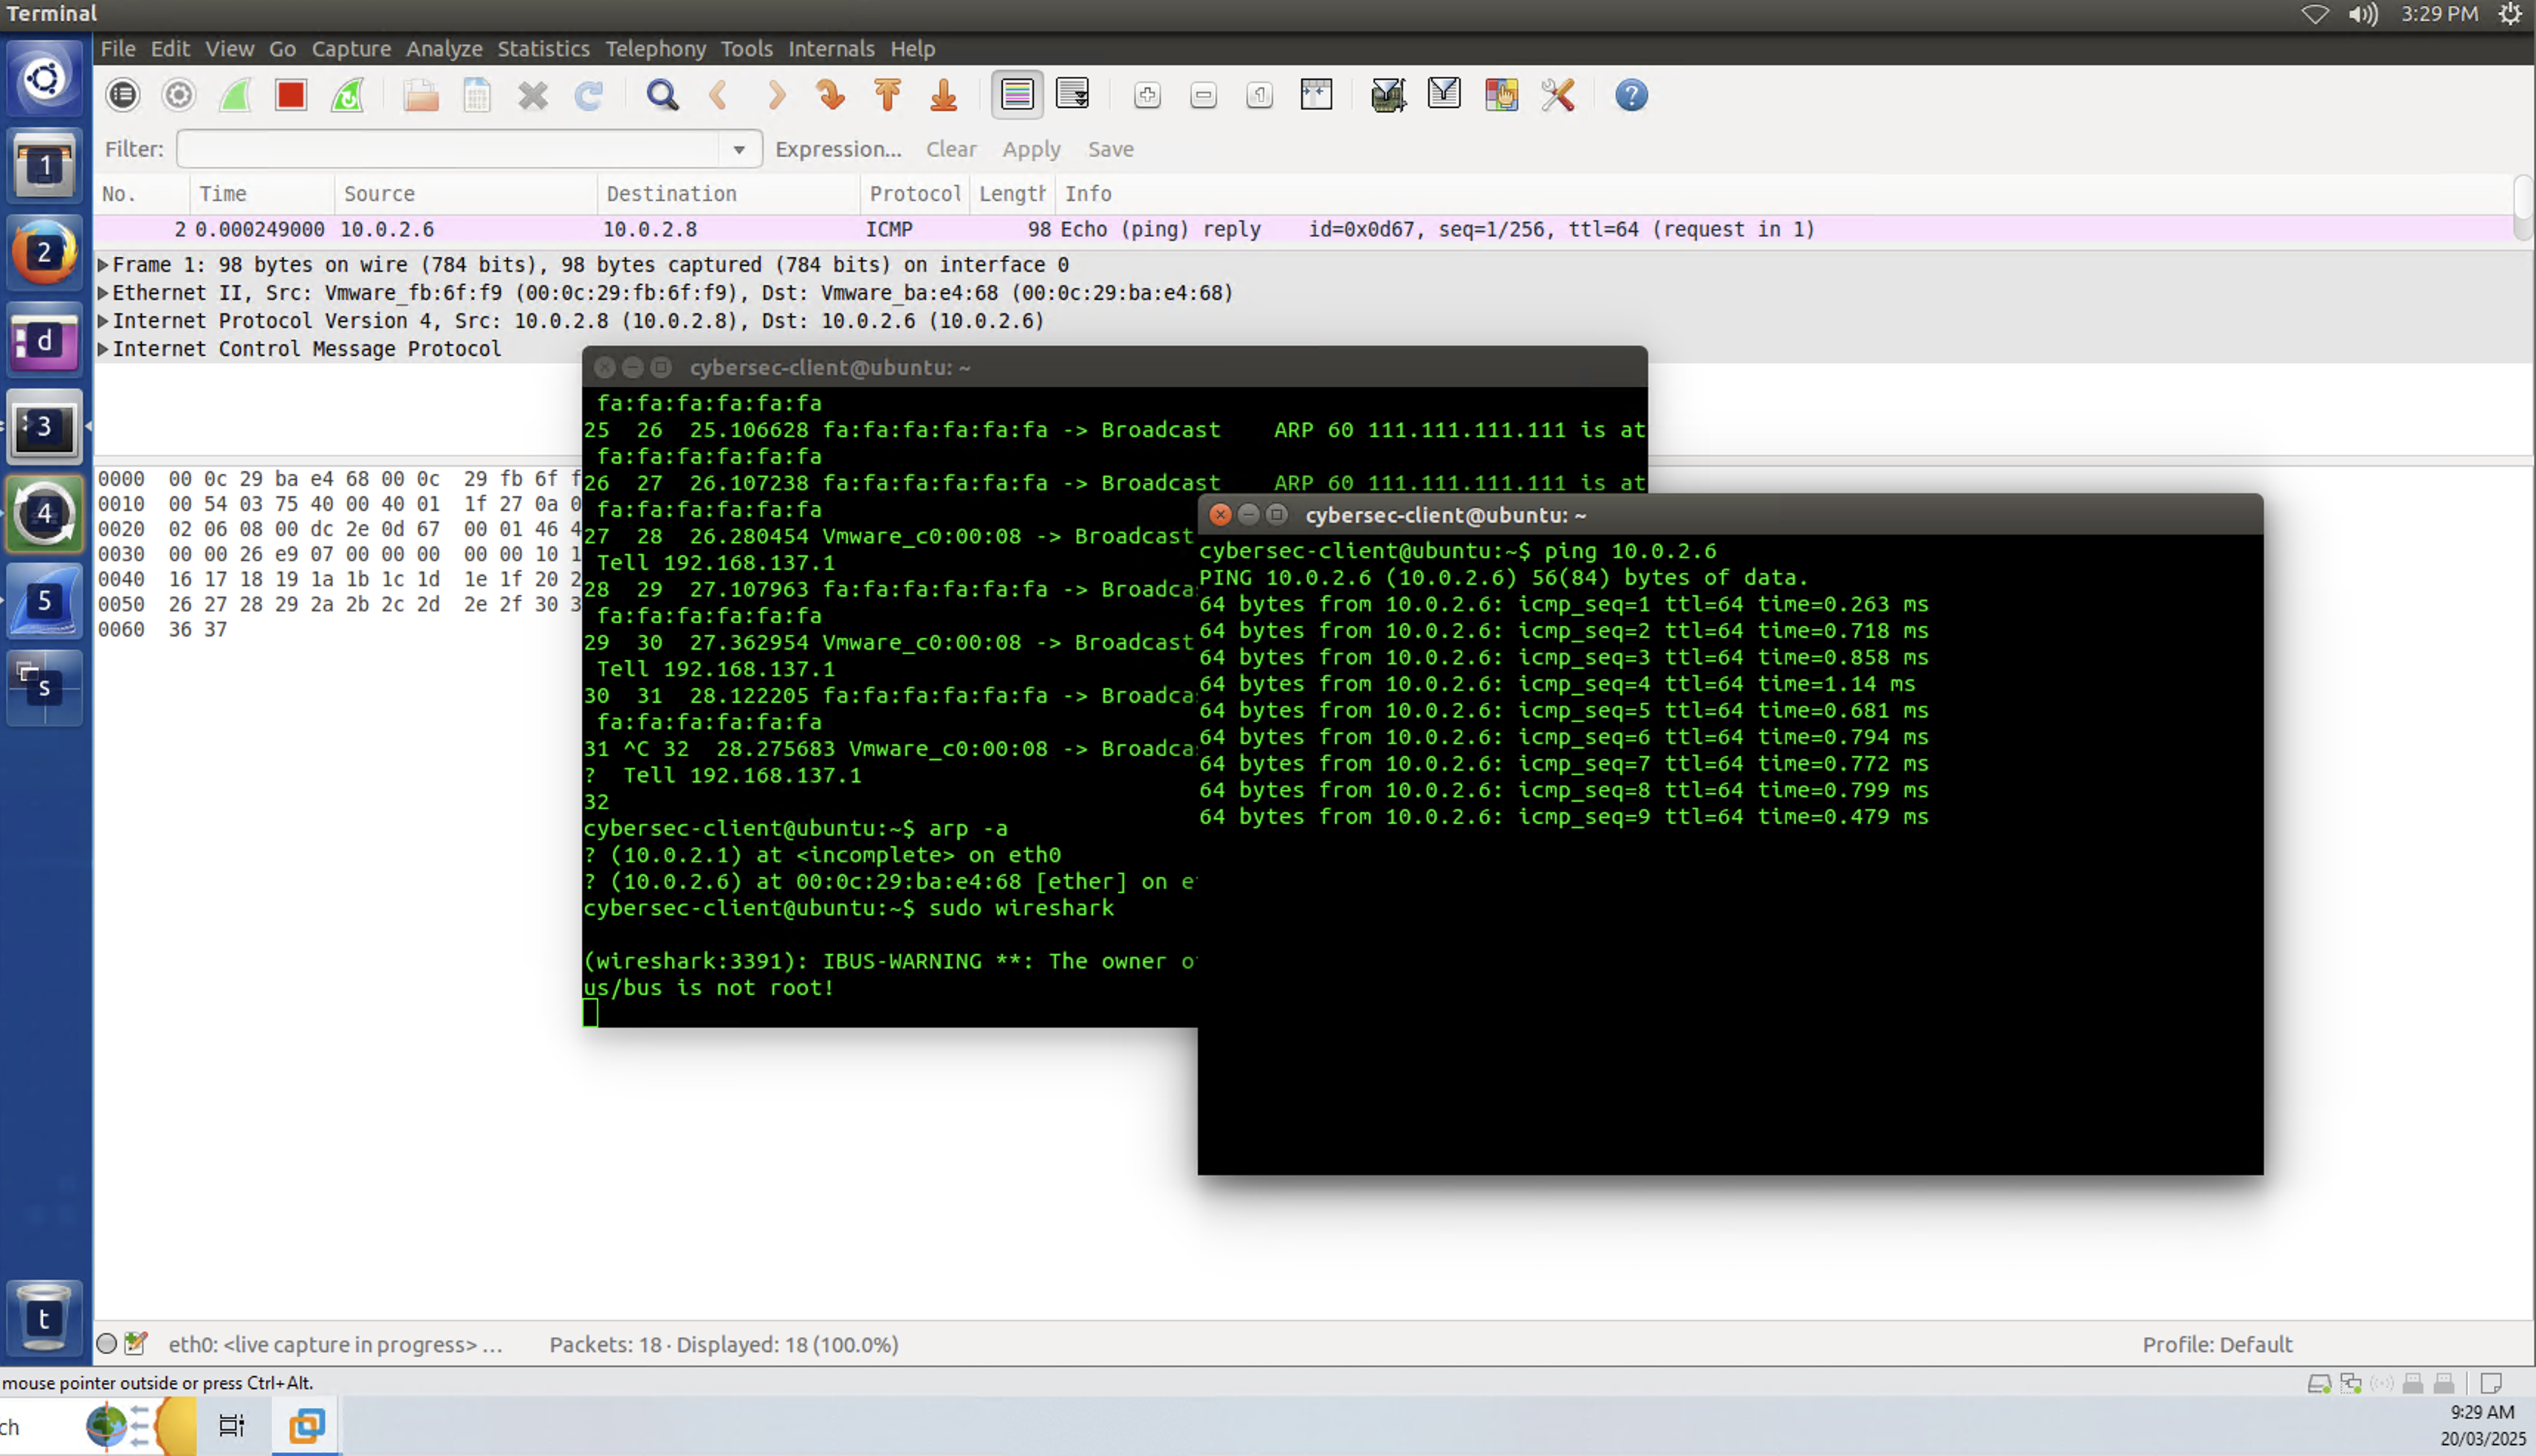 Terminal
3:29 PM
File Edit View Go Capture Analyze Statistics Telephony Tools Internals Help
Filter: Expression... Clear Apply Save
No. Time Source Destination Protocol Length Info
2 0.000249000 10.0.2.6 10.0.2.8 ICMP 98 Echo (ping) reply id=0x0d67, seq=1/256, ttl=64 (request in 1)
Frame 1: 98 bytes on wire (784 bits), 98 bytes captured (784 bits) on interface 0
Ethernet II, Src: Vmware_fb:6f:f9 (00:0c:29:fb:6f:f9), Dst: Vmware_ba:e4:68 (00:0c:29:ba:e4:68)
Internet Protocol Version 4, Src: 10.0.2.8 (10.0.2.8), Dst: 10.0.2.6 (10.0.2.6)
Internet Control Message Protocol
1
2
d
3
4
5
s
t
0000 00 0c 29 ba e4 68 00 0c 29 fb 6f f
0010 00 54 03 75 40 00 40 01 1f 27 0a 0
0020 02 06 08 00 dc 2e 0d 67 00 01 46 4
0030 00 00 26 e9 07 00 00 00 00 00 10 1
0040 16 17 18 19 1a 1b 1c 1d 1e 1f 20 2
0050 26 27 28 29 2a 2b 2c 2d 2e 2f 30 3
0060 36 37
cybersec-client@ubuntu: ~
fa:fa:fa:fa:fa:fa
25 26 25.106628 fa:fa:fa:fa:fa:fa -> Broadcast ARP 60 111.111.111.111 is at
fa:fa:fa:fa:fa:fa
26 27 26.107238 fa:fa:fa:fa:fa:fa -> Broadcast ARP 60 111.111.111.111 is at
fa:fa:fa:fa:fa:fa
27 28 26.280454 Vmware_c0:00:08 -> Broadcast
Tell 192.168.137.1
28 29 27.107963 fa:fa:fa:fa:fa:fa -> Broadca
fa:fa:fa:fa:fa:fa
29 30 27.362954 Vmware_c0:00:08 -> Broadcast
Tell 192.168.137.1
30 31 28.122205 fa:fa:fa:fa:fa:fa -> Broadca
fa:fa:fa:fa:fa:fa
31 ^C 32 28.275683 Vmware_c0:00:08 -> Broadca
? Tell 192.168.137.1
32
cybersec-client@ubuntu:~$ arp -a
? (10.0.2.1) at <incomplete> on eth0
? (10.0.2.6) at 00:0c:29:ba:e4:68 [ether] on e
cybersec-client@ubuntu:~$ sudo wireshark
(wireshark:3391): IBUS-WARNING **: The owner o
us/bus is not root!
cybersec-client@ubuntu: ~
cybersec-client@ubuntu:~$ ping 10.0.2.6
PING 10.0.2.6 (10.0.2.6) 56(84) bytes of data.
64 bytes from 10.0.2.6: icmp_seq=1 ttl=64 time=0.263 ms
64 bytes from 10.0.2.6: icmp_seq=2 ttl=64 time=0.718 ms
64 bytes from 10.0.2.6: icmp_seq=3 ttl=64 time=0.858 ms
64 bytes from 10.0.2.6: icmp_seq=4 ttl=64 time=1.14 ms
64 bytes from 10.0.2.6: icmp_seq=5 ttl=64 time=0.681 ms
64 bytes from 10.0.2.6: icmp_seq=6 ttl=64 time=0.794 ms
64 bytes from 10.0.2.6: icmp_seq=7 ttl=64 time=0.772 ms
64 bytes from 10.0.2.6: icmp_seq=8 ttl=64 time=0.799 ms
64 bytes from 10.0.2.6: icmp_seq=9 ttl=64 time=0.479 ms
eth0: <live capture in progress> ... Packets: 18 · Displayed: 18 (100.0%) Profile: Default
mouse pointer outside or press Ctrl+Alt.
ch
9:29 AM
20/03/2025